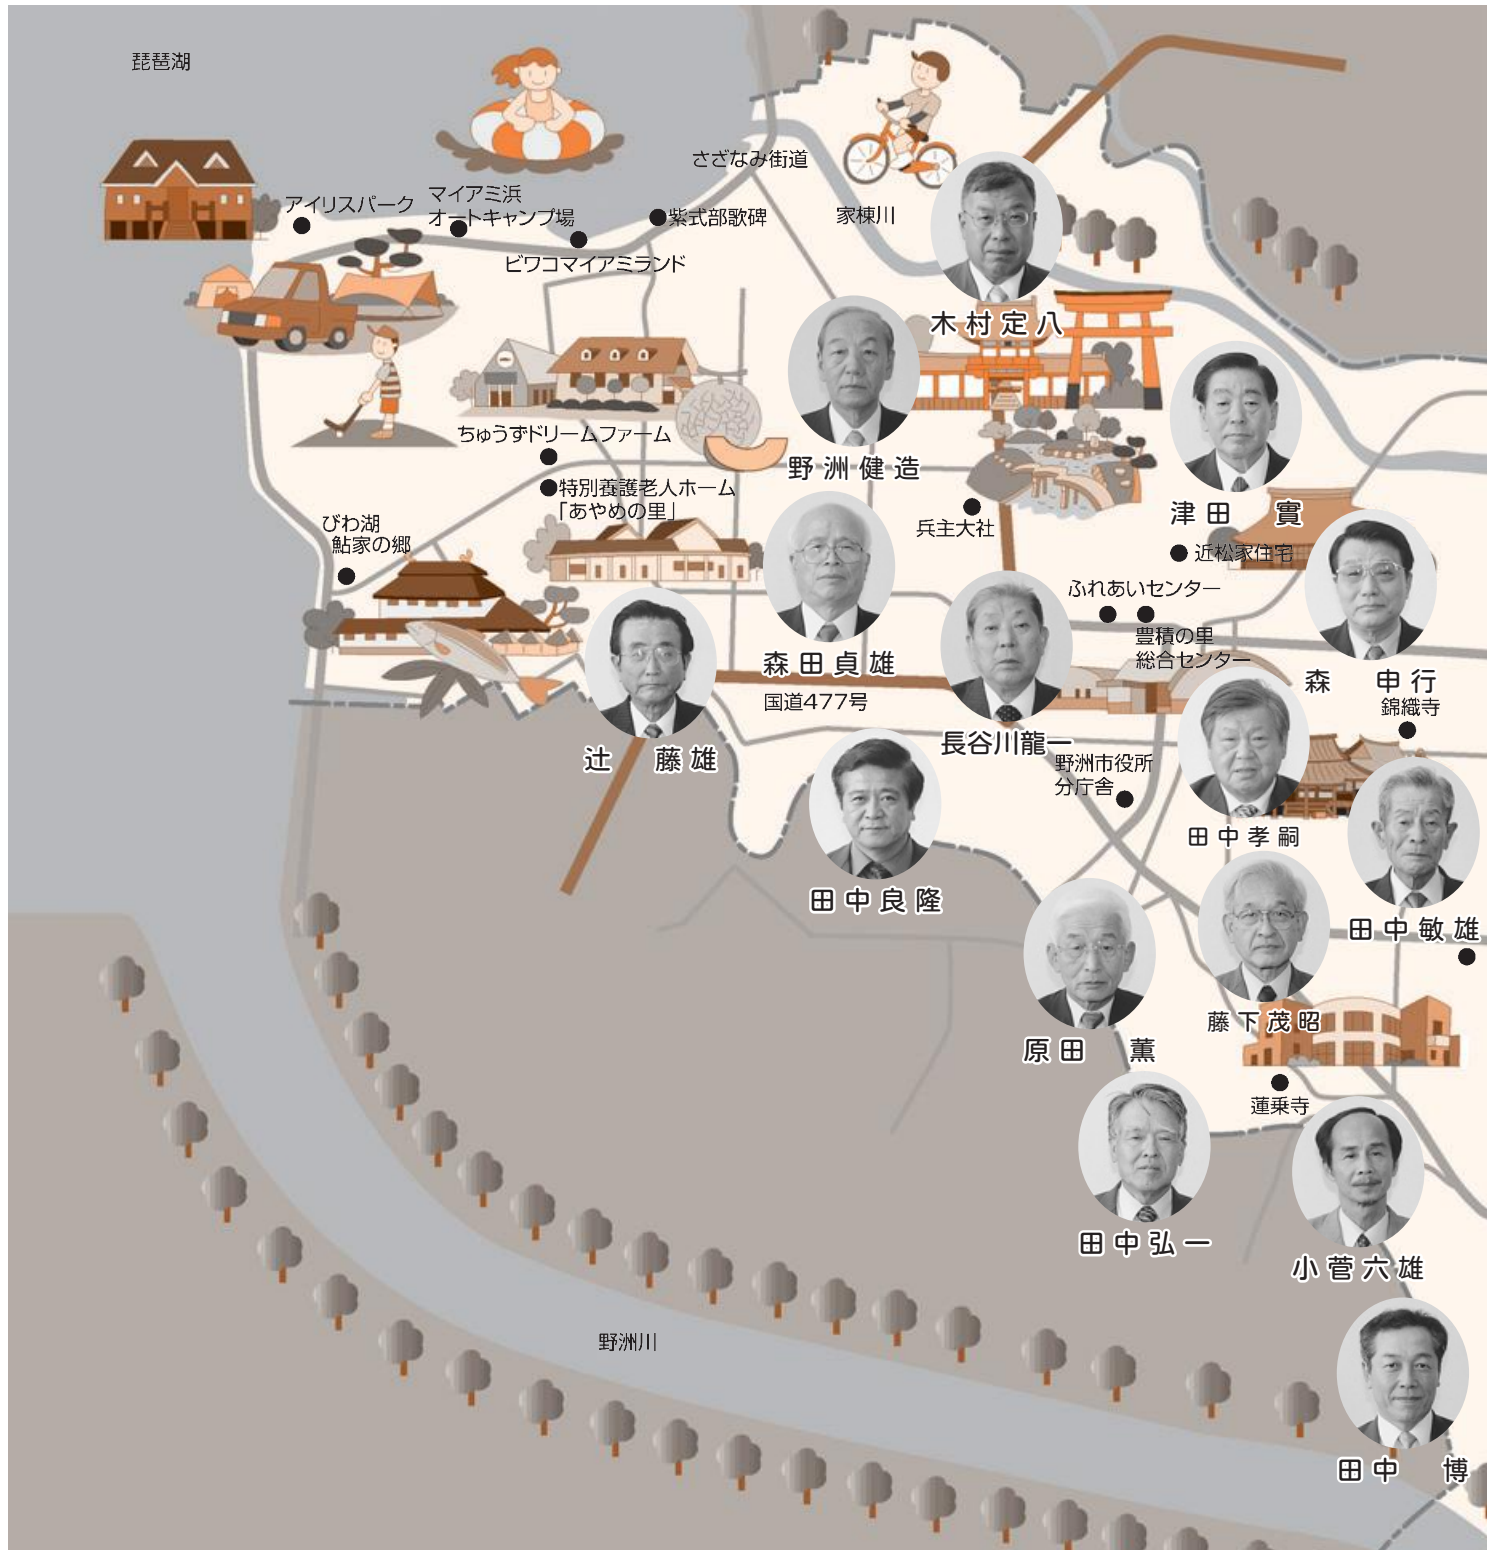 琵琶湖
さざなみ街道
アイリスパーク
マイアミ浜
オートキャンプ場
紫式部歌碑
家棟川
ビワコマイアミランド
木村定八
ちゅうずドリームファーム
野洲健造
特別養護老人ホーム
「あやめの里」
びわ湖
鮎家の郷
兵主大社
津田 實
近松家住宅
ふれあいセンター
豊積の里
総合センター
森田貞雄
国道477号
森 申行
錦織寺
辻 藤雄
長谷川龍一
野洲市役所
分庁舎
田中孝嗣
田中良隆
田中敏雄
藤下茂昭
原田 薫
蓮乗寺
田中弘一
小菅六雄
野洲川
田中 博